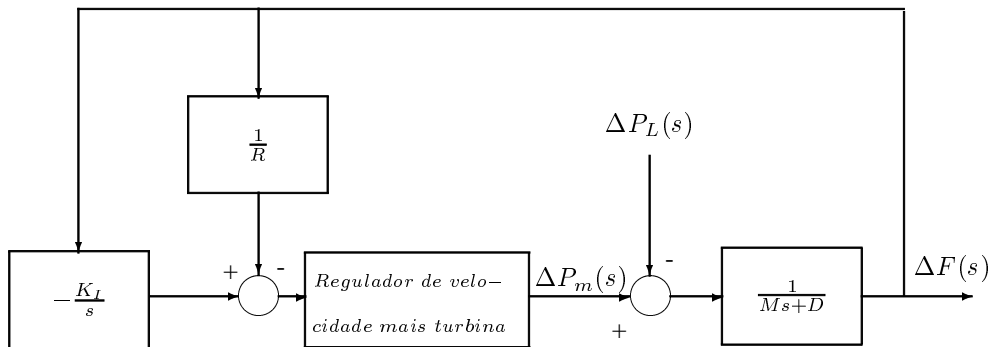 1/R
ΔP_L(s)
+ -
-
ΔF(s)
-K_I/s
Regulador de velo-
cidade mais turbina
ΔP_m(s)
+
1/(Ms+D)